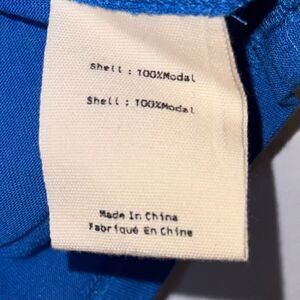 Shell : 100%Modal
Shell : 100%Modal
Made In China
Fabriqué En Chine